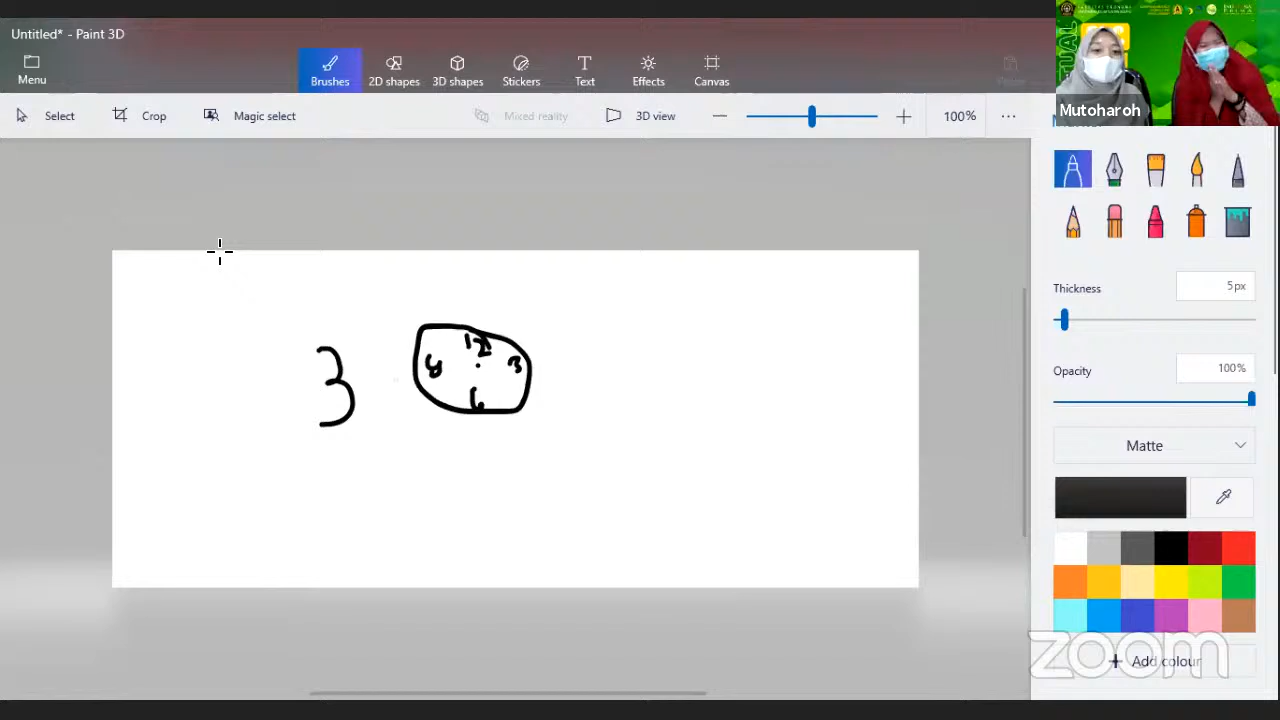 Untitled* - Paint 3D
Menu
Brushes
2D shapes
3D shapes
Stickers
Text
Effects
Canvas
Select
Crop
Magic select
Mixed reality
3D view
100%
Mutoharoh
Thickness
5px
Opacity
100%
Matte
Add colour
zoom
3
12
3
6